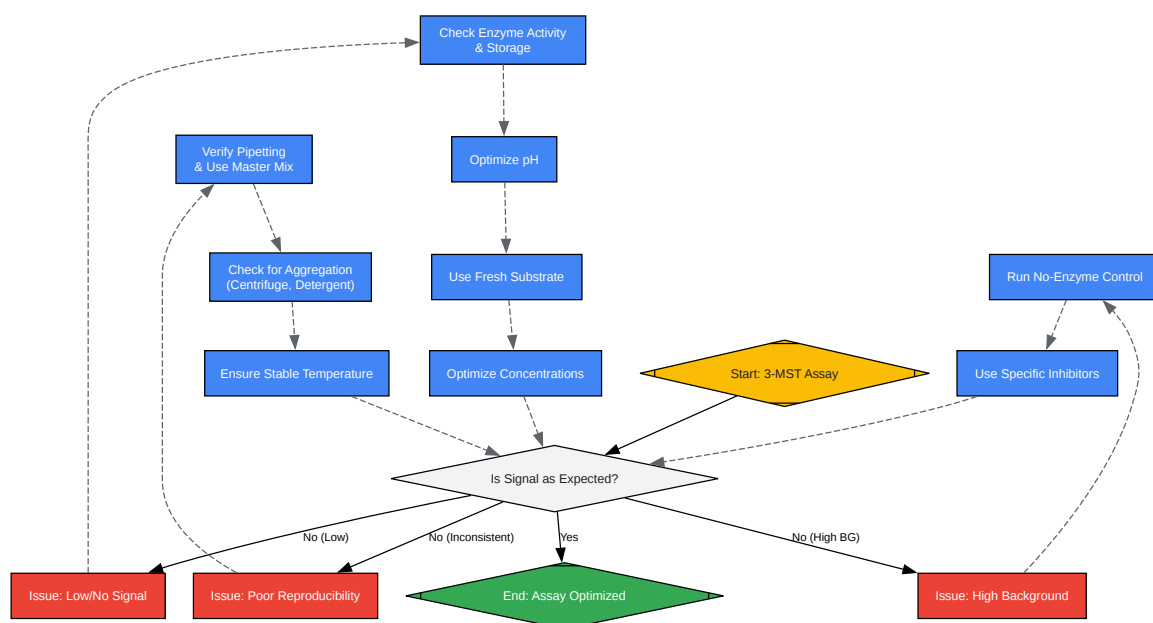 Check Enzyme Activity
& Storage
Verify Pipetting
& Use Master Mix
Optimize pH
Check for Aggregation
(Centrifuge, Detergent)
Use Fresh Substrate
Run No-Enzyme Control
Ensure Stable Temperature
Optimize Concentrations
Start: 3-MST Assay
Use Specific Inhibitors
Is Signal as Expected?
No (Low)
No (Inconsistent)
Yes
No (High BG)
Issue: Low/No Signal
Issue: Poor Reproducibility
End: Assay Optimized
Issue: High Background